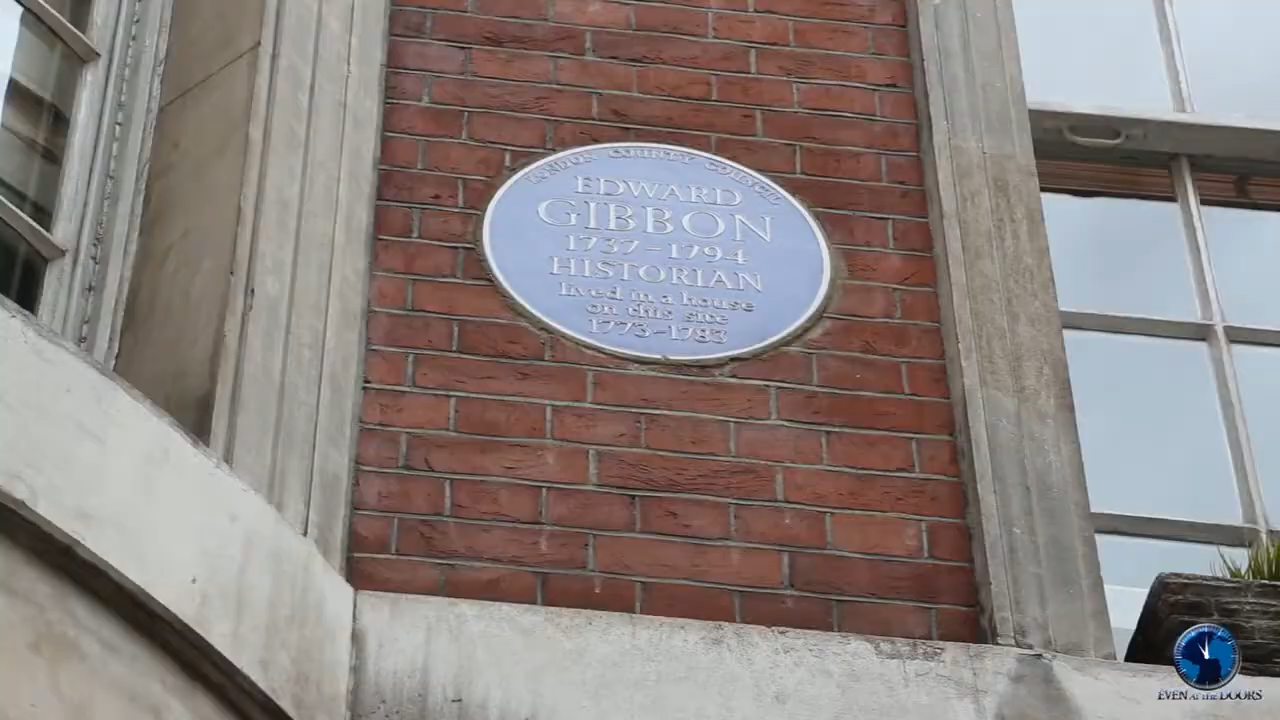 LONDON COUNTY COUNCIL
EDWARD
GIBBON
1737-1794
HISTORIAN
lived in a house
on this site
1773-1783
EVEN AT THE DOORS